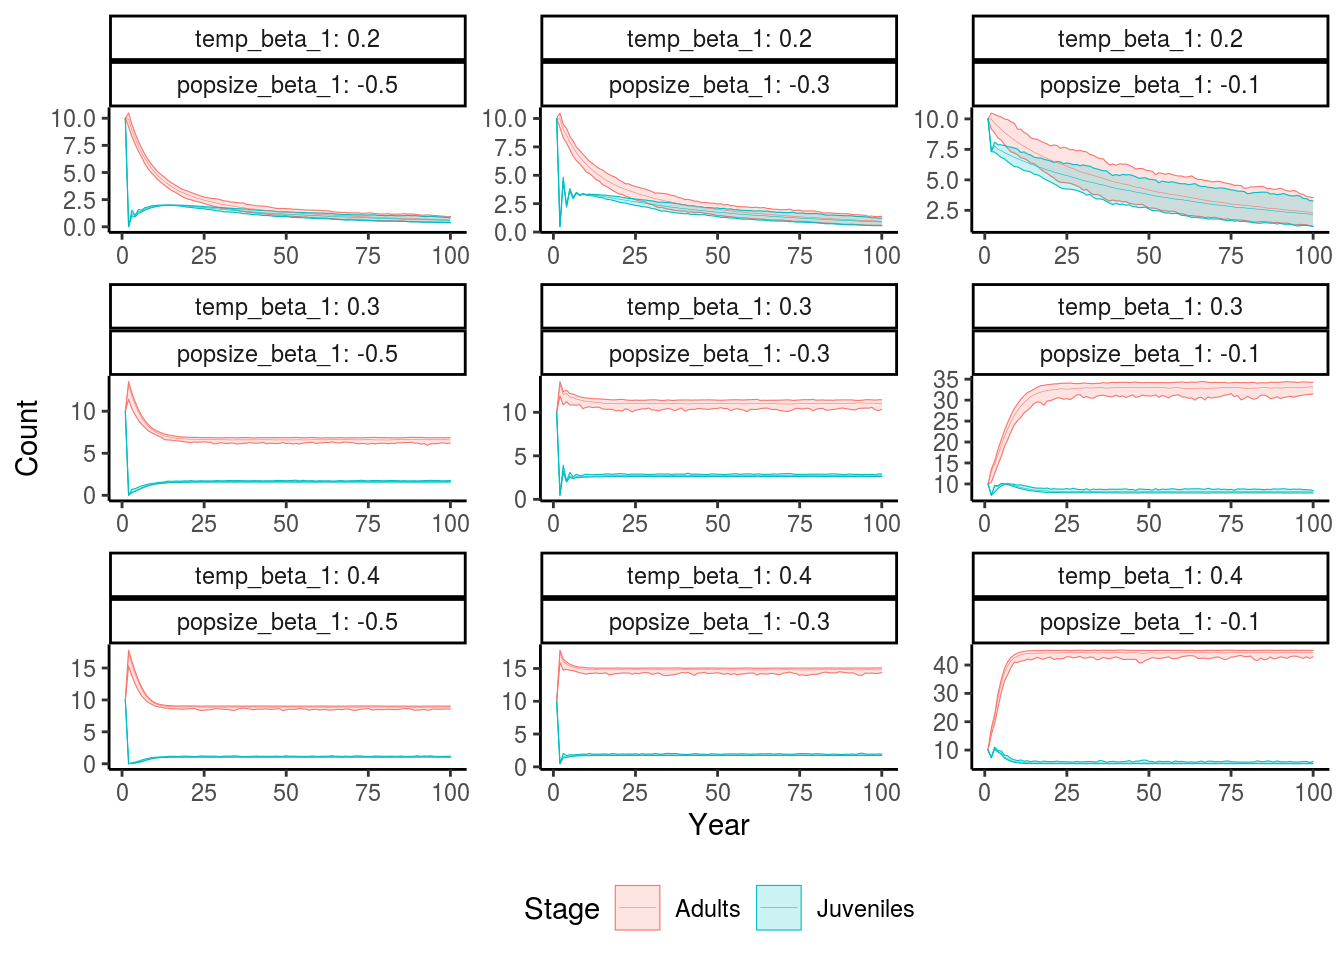 temp_beta_1: 0.2 temp_beta_1: 0.2 temp_beta_1: 0.2
popsize_beta_1: -0.5 popsize_beta_1: -0.3 popsize_beta_1: -0.1
10.0 10.0 10.0
7.5 7.5 7.5
5.0 5.0 5.0
2.5 2.5 2.5
0.0 0.0
0 25 50 75 100 0 25 50 75 100 0 25 50 75 100
temp_beta_1: 0.3 temp_beta_1: 0.3 temp_beta_1: 0.3
popsize_beta_1: -0.5 popsize_beta_1: -0.3 popsize_beta_1: -0.1
Count
10 10 35
5 5 30
0 0 25
20
15
10
0 25 50 75 100 0 25 50 75 100 0 25 50 75 100
temp_beta_1: 0.4 temp_beta_1: 0.4 temp_beta_1: 0.4
popsize_beta_1: -0.5 popsize_beta_1: -0.3 popsize_beta_1: -0.1
15 15 40
10 10 30
5 5 20
0 0 10
0 25 50 75 100 0 25 50 75 100 0 25 50 75 100
Year
Stage Adults Juveniles